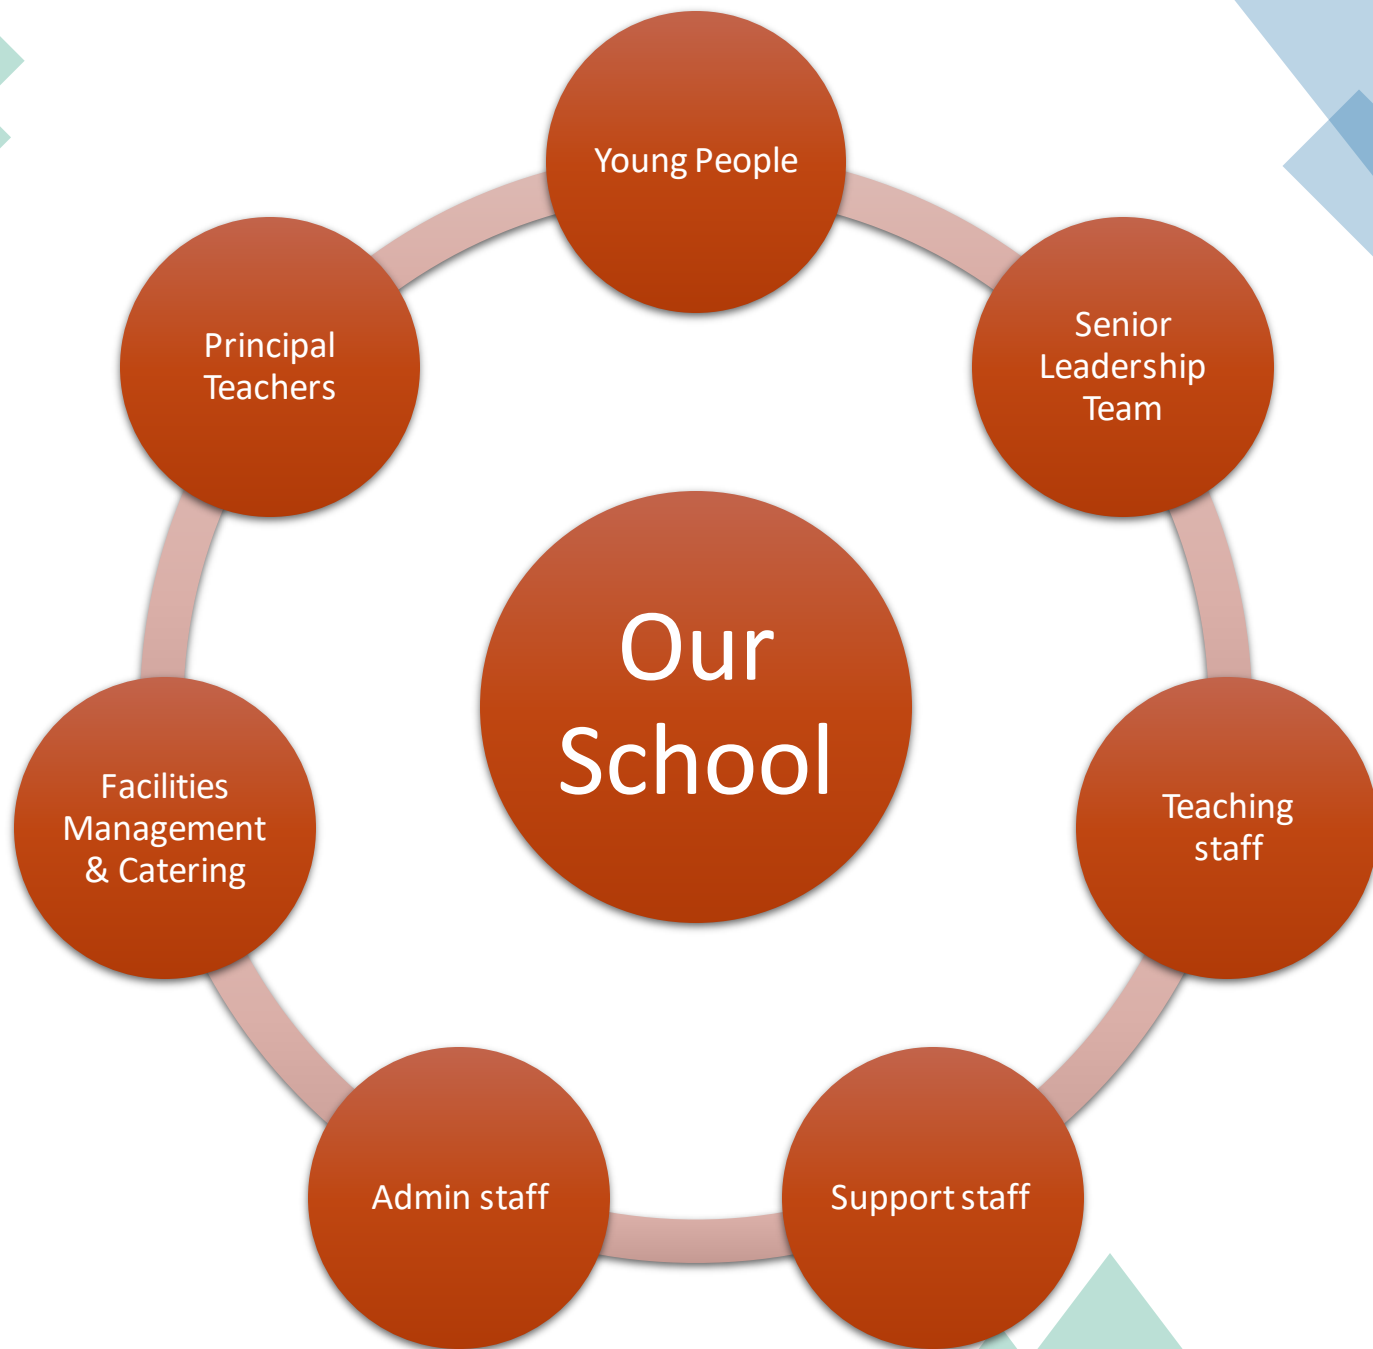 Young People
Senior
Leadership
Team
Teaching
staff
Support staff
Admin staff
Facilities
Management
& Catering
Principal
Teachers
Our
School